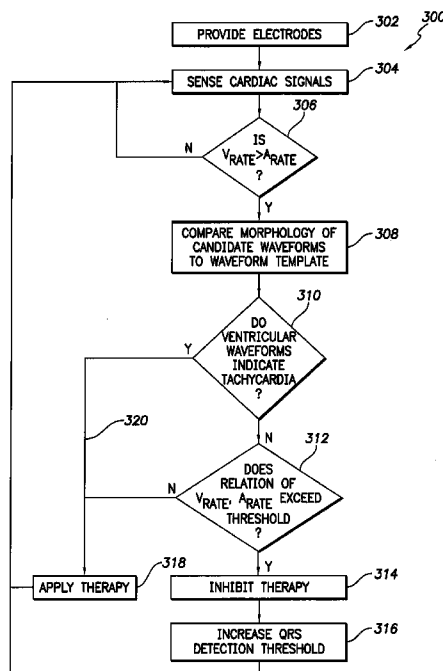 300
PROVIDE ELECTRODES
302
SENSE CARDIAC SIGNALS
304
306
IS
VRATE>ARATE
?
N
Y
COMPARE MORPHOLOGY OF
CANDIDATE WAVEFORMS
TO WAVEFORM TEMPLATE
308
310
DO
VENTRICULAR
WAVEFORMS
INDICATE
TACHYCARDIA
?
Y
N
320
312
DOES
RELATION OF
VRATE, ARATE EXCEED
THRESHOLD
?
N
Y
APPLY THERAPY
318
INHIBIT THERAPY
314
INCREASE QRS
DETECTION THRESHOLD
316